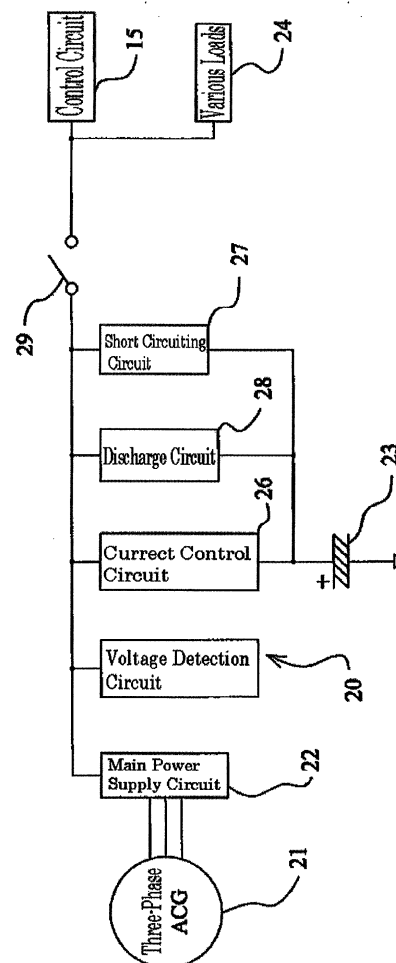 Control Circuit
15
Various Loads
24
29
Short Circuiting
Circuit
27
Discharge Circuit
28
Currect Control
Circuit
26
+
23
Voltage Detection
Circuit
20
Main Power
Supply Circuit
22
Three-Phase
ACG
21